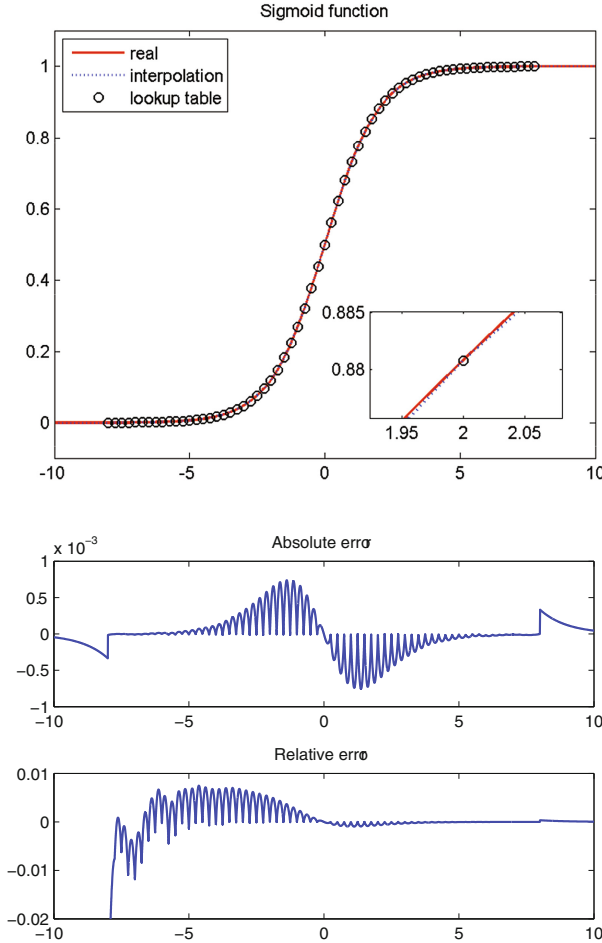 Sigmoid function
real
interpolation
lookup table
1
0.8
0.6
0.4
0.2
0
0.885
0.88
1.95 2 2.05
-10 -5 0 5 10
x 10⁻³
Absolute error
1
0.5
0
−0.5
−1
−10 −5 0 5 10
Relative error
0.01
0
−0.01
−0.02
−10 −5 0 5 10